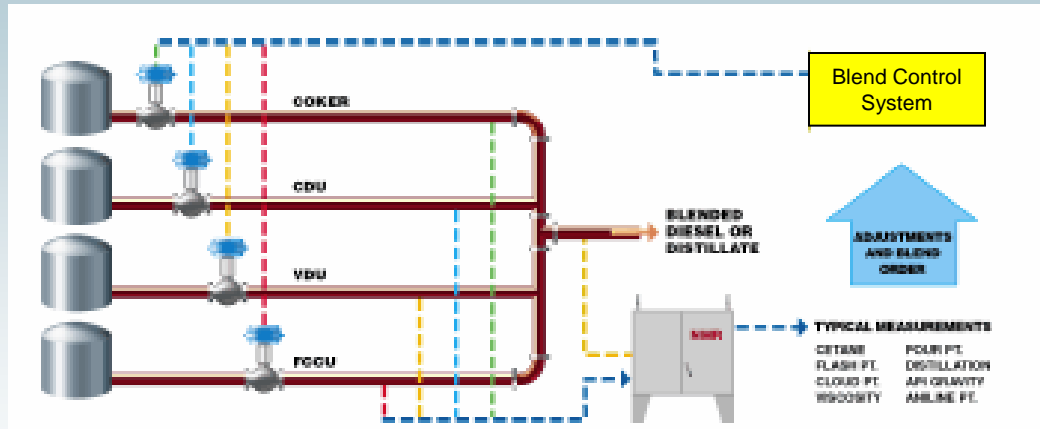 COKER
CDU
VDU
FCCU
Blend Control
System
BLENDED
DIESEL OR
DISTILLATE
ADJUSTMENTS
AND BLEND
ORDER
NMR
TYPICAL MEASUREMENTS
CETANE POUR PT.
FLASH PT. DISTILLATION
CLOUD PT. API GRAVITY
VISCOSITY ANILINE PT.